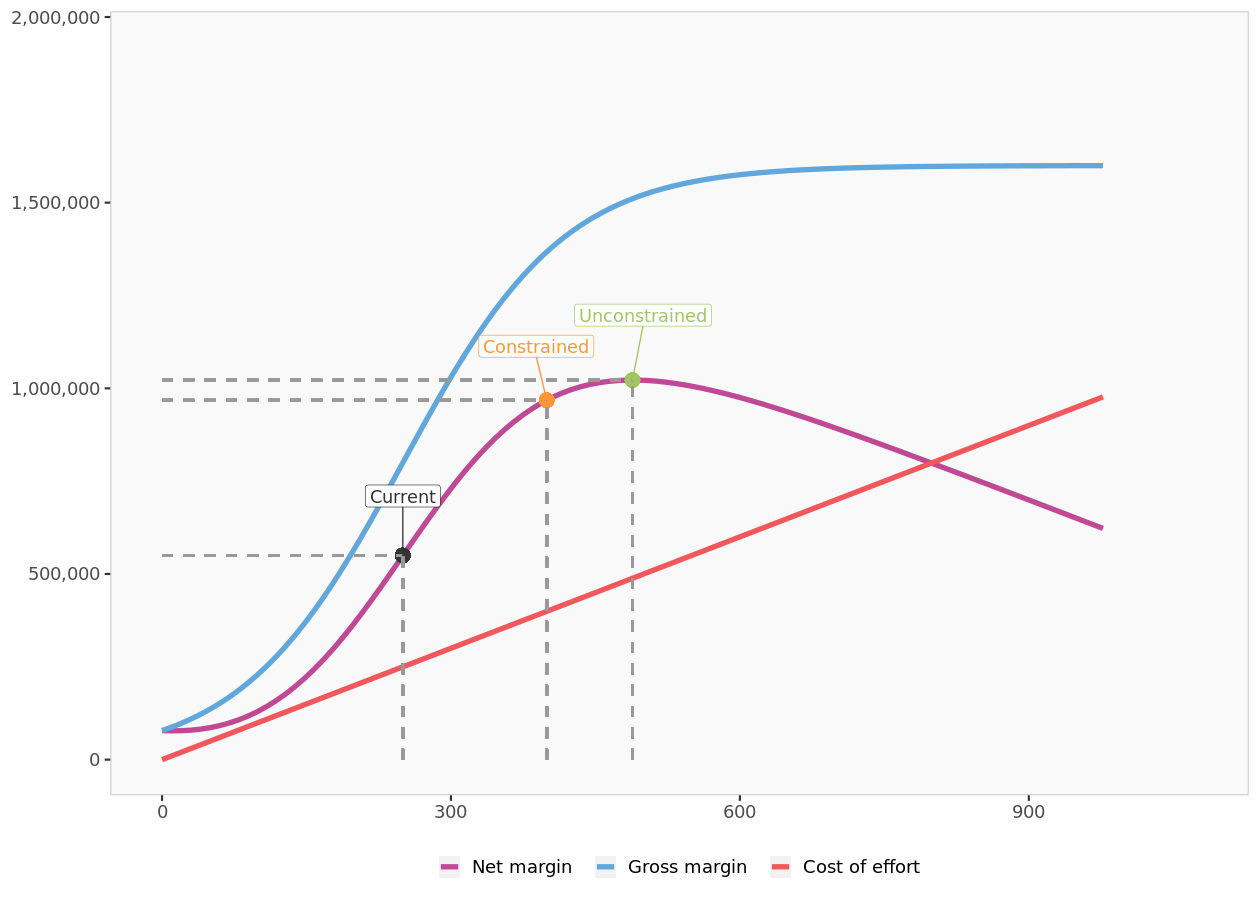 2,000,000
1,500,000
1,000,000
500,000
0
Unconstrained
Constrained
Current
0 300 600 900
Net margin Gross margin Cost of effort